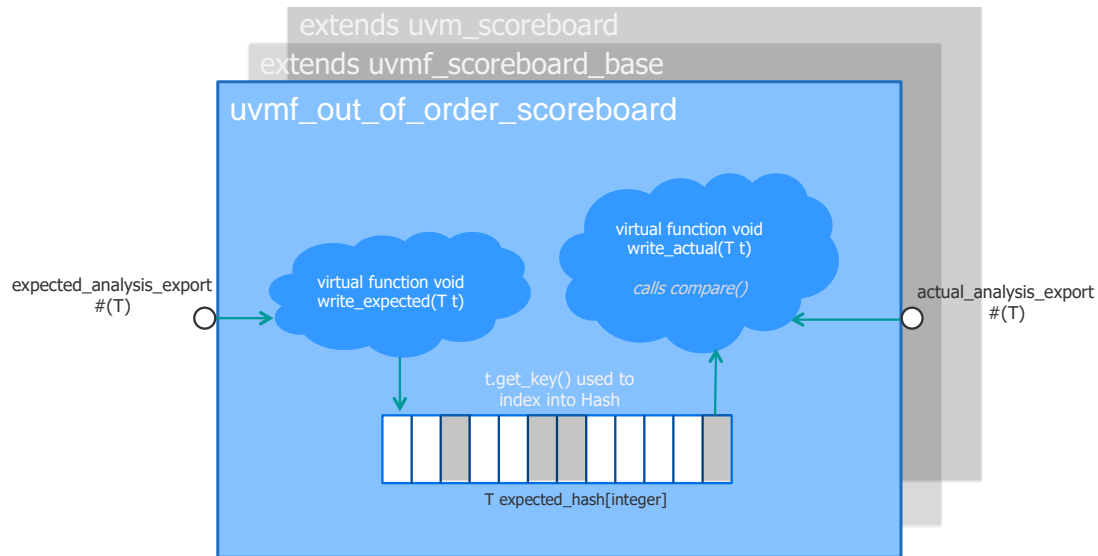 extends uvm_scoreboard
extends uvmf_scoreboard_base
uvmf_out_of_order_scoreboard
virtual function void
write_actual(T t)
calls compare()
virtual function void
write_expected(T t)
expected_analysis_export
#(T)
actual_analysis_export
#(T)
t.get_key() used to
index into Hash
T expected_hash[integer]